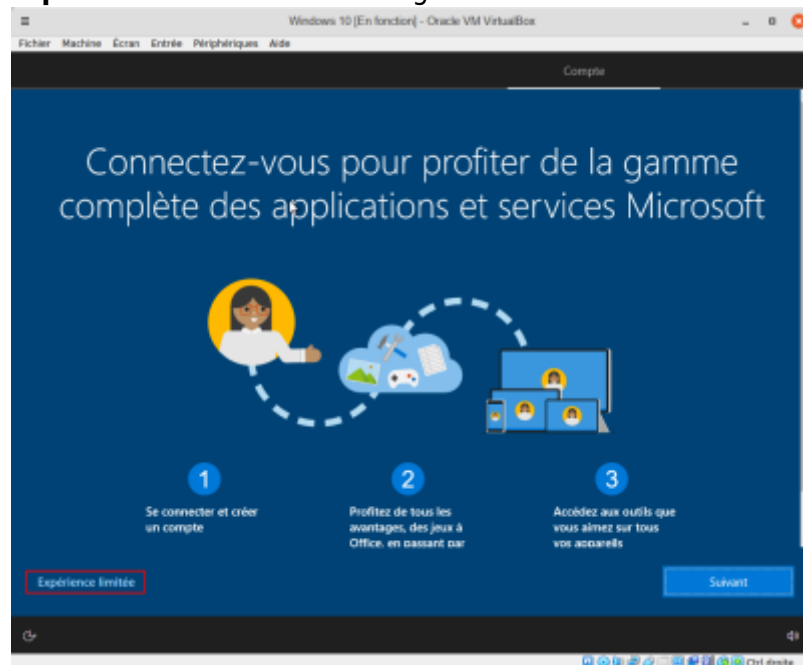 Windows 10 [En fonction] - Oracle VM VirtualBox
Fichier Machine Écran Entrée Périphériques Aide
Compte
Connectez-vous pour profiter de la gamme
complète des applications et services Microsoft
1
Se connecter et créer
un compte
2
Profitez de tous les
avantages, des jeux à
Office, en passant par
3
Accédez aux outils que
vous aimez sur tous
vos appareils
Expérience limitée
Suivant
Ctrl droite